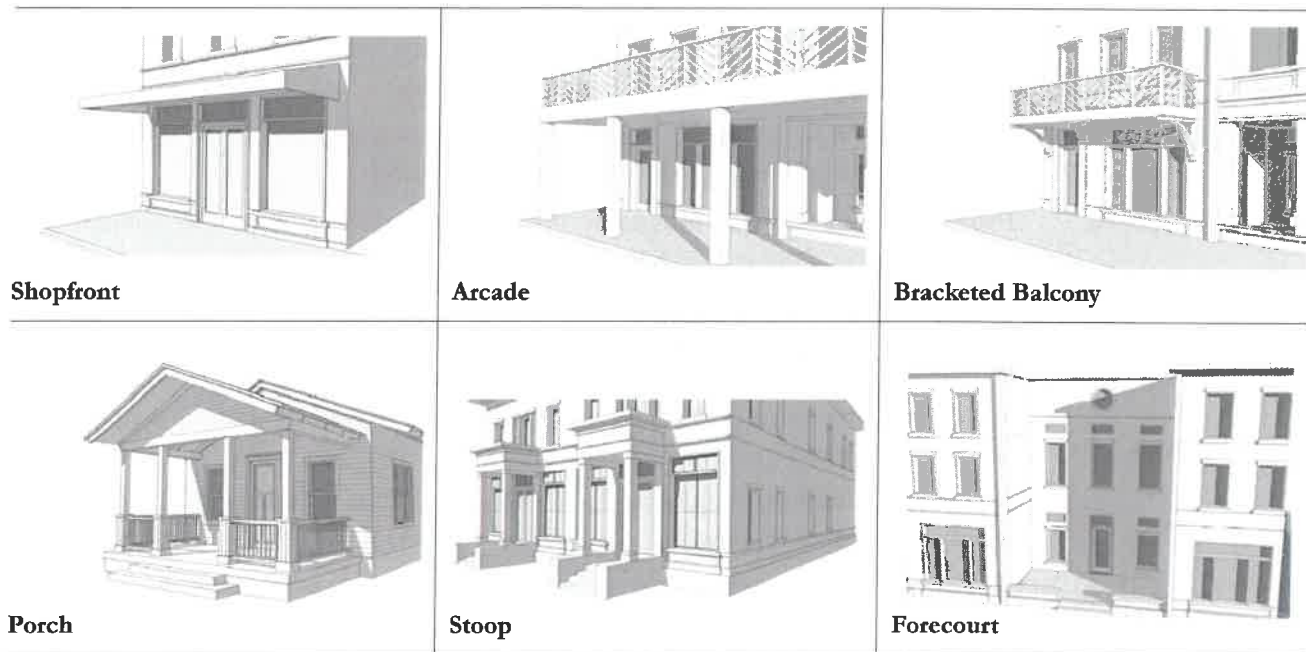 Shopfront
Arcade
Bracketed Balcony
Porch
Stoop
Forecourt